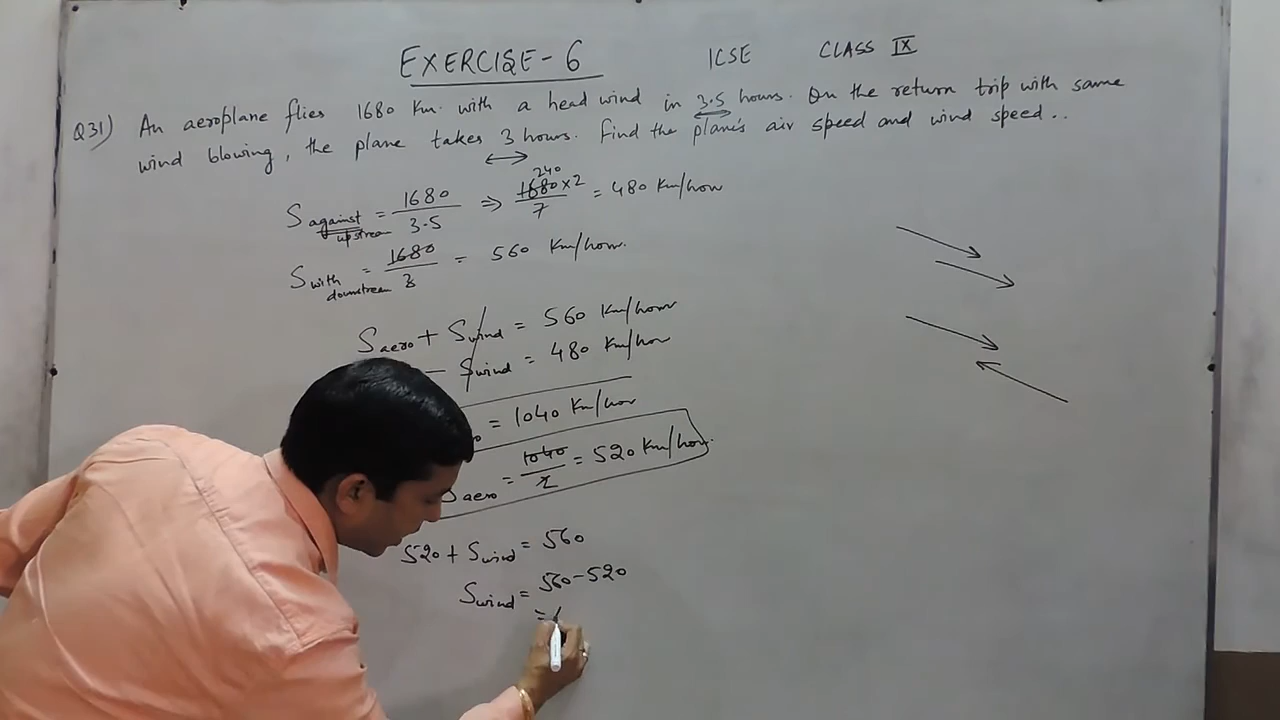 EXERCISE-6 ICSE CLASS IX
Q31) An aeroplane flies 1680 Km. with a head wind in 3.5 hours. On the return trip with same
wind blowing, the plane takes 3 hours. Find the plane's air speed and wind speed..
S against upstream = 1680/3.5 ⇒ 240 1680×2/7 = 480 Km/hour
S with downstream = 1680/3 = 560 Km/hour.
S aero + S wind = 560 Km/hour
− S wind = 480 Km/hour
= 1040 Km/hour
S aero = 1040/2 = 520 Km/hour.
520 + S wind = 560
S wind = 560-520
=